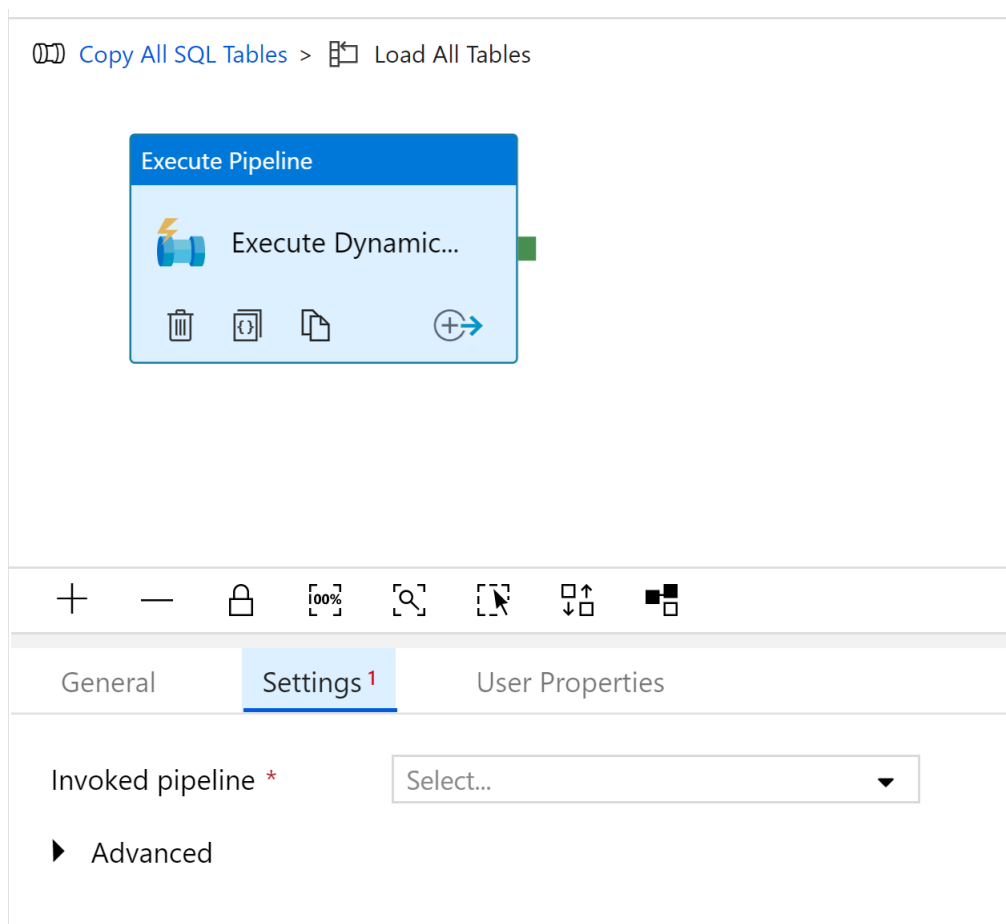 Copy All SQL Tables > Load All Tables
Execute Pipeline
Execute Dynamic...
{}
100%
General Settings 1 User Properties
Invoked pipeline * Select...
Advanced